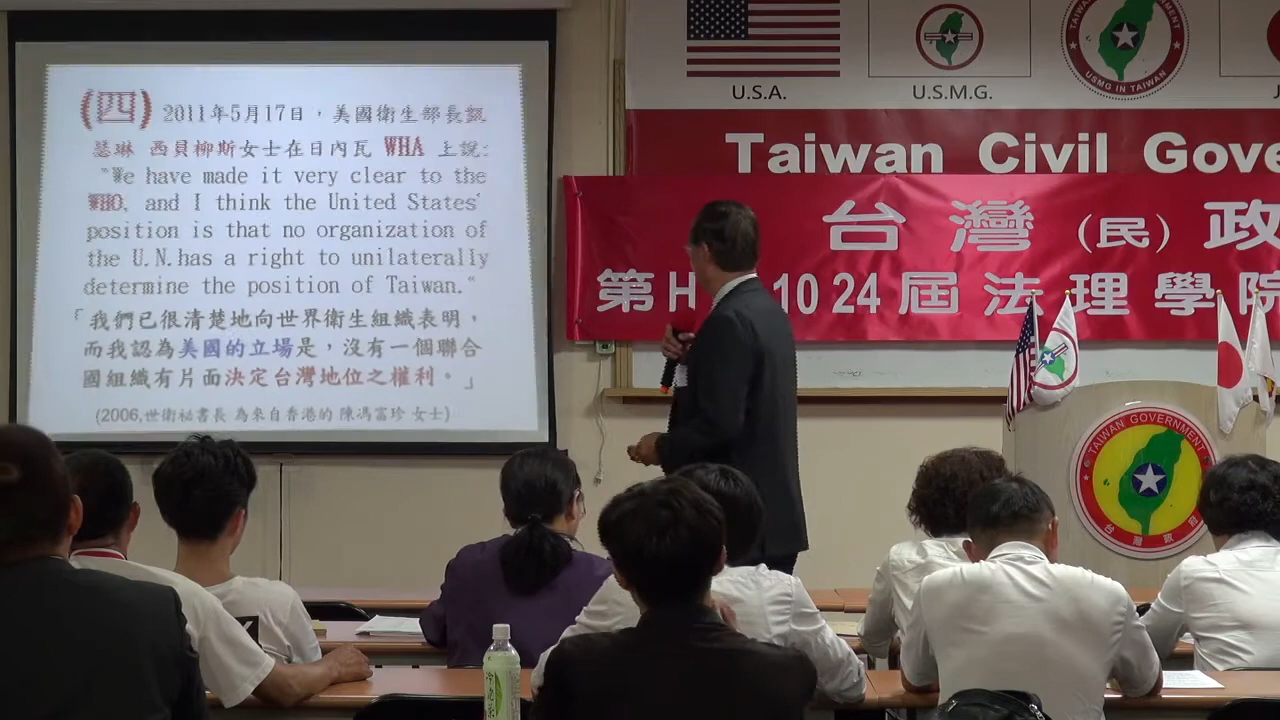 (四) 2011年5月17日，美國衛生部長凱
瑟琳 西貝柳斯女士在日內瓦 WHA 上說:
"We have made it very clear to the
WHO, and I think the United States'
position is that no organization of
the U.N.has a right to unilaterally
determine the position of Taiwan."
「我們已很清楚地向世界衛生組織表明，
而我認為美國的立場是，沒有一個聯合
國組織有片面決定台灣地位之權利。」
(2006,世衛祕書長 為來自香港的 陳馮富珍 女士)
U.S.A.
U.S.M.G.
USMG IN TAIWAN
Taiwan Civil Gove
台灣（民）政
第H 10 24 屆法理學院
TAIWAN GOVERNMENT
台灣政府